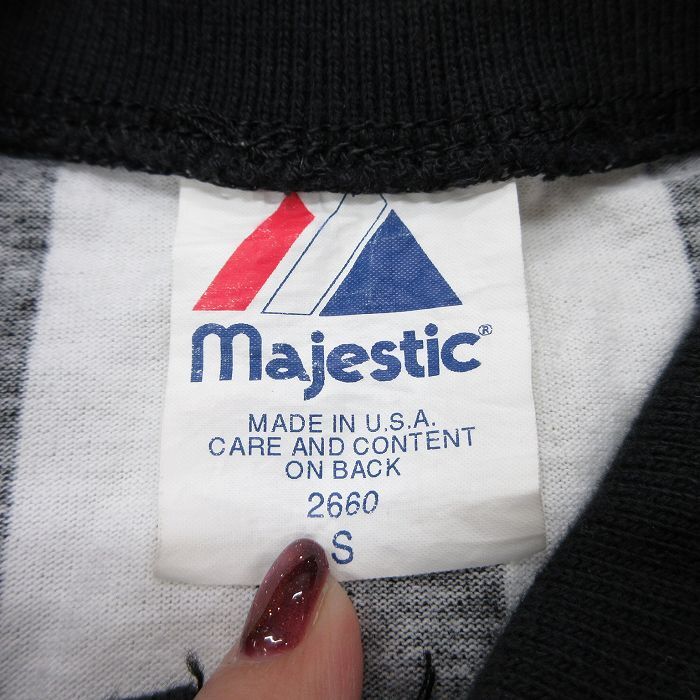 majestic®
MADE IN U.S.A.
CARE AND CONTENT
ON BACK
2660
S